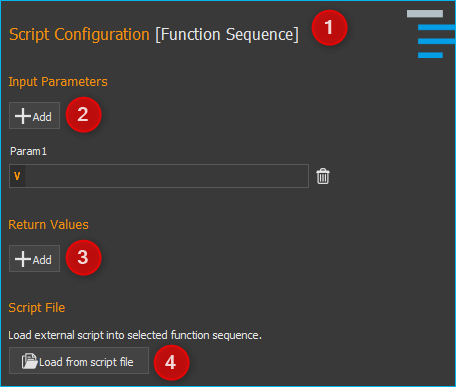 Script Configuration [Function Sequence] 1
Input Parameters
Add 2
Param1
V
Return Values
Add 3
Script File
Load external script into selected function sequence.
Load from script file 4